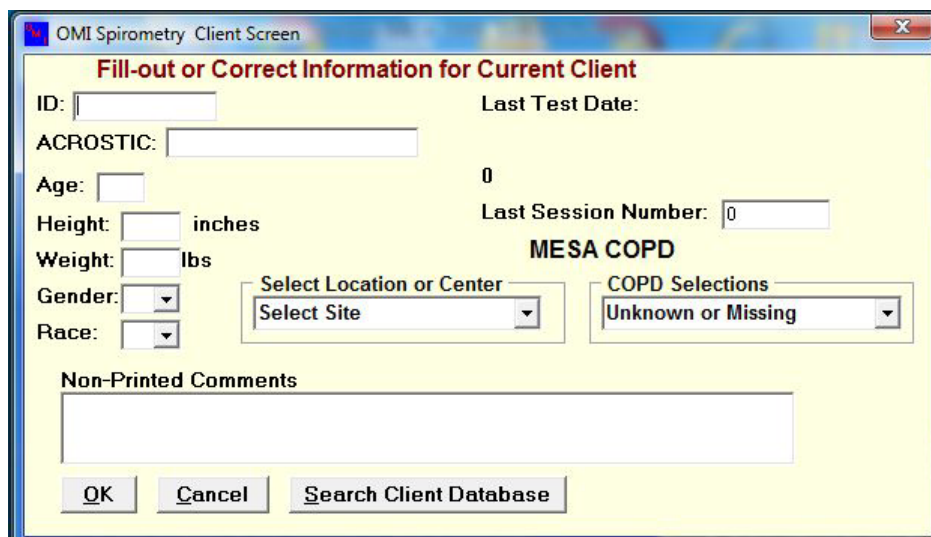 OMI Spirometry Client Screen
Fill-out or Correct Information for Current Client
ID: Last Test Date:
ACROSTIC:
Age: 0
Height: inches Last Session Number: 0
Weight: lbs MESA COPD
Gender: Select Location or Center COPD Selections
Select Site Unknown or Missing
Race:
Non-Printed Comments
OK Cancel Search Client Database